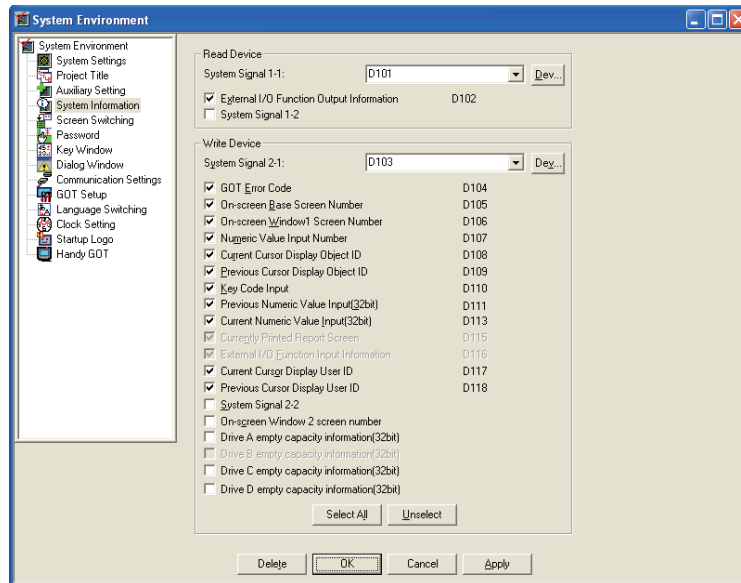 System Environment
System Environment
System Settings
Project Title
Auxiliary Setting
System Information
Screen Switching
Password
Key Window
Dialog Window
Communication Settings
GOT Setup
Language Switching
Clock Setting
Startup Logo
Handy GOT
Read Device
System Signal 1-1: D101 Dev...
External I/O Function Output Information D102
System Signal 1-2
Write Device
System Signal 2-1: D103 Dev...
GOT Error Code D104
On-screen Base Screen Number D105
On-screen Window1 Screen Number D106
Numeric Value Input Number D107
Current Cursor Display Object ID D108
Previous Cursor Display Object ID D109
Key Code Input D110
Previous Numeric Value Input(32bit) D111
Current Numeric Value Input(32bit) D113
Currently Printed Report Screen D115
External I/O Function Input Information D116
Current Cursor Display User ID D117
Previous Cursor Display User ID D118
System Signal 2-2
On-screen Window 2 screen number
Drive A empty capacity information(32bit)
Drive B empty capacity information(32bit)
Drive C empty capacity information(32bit)
Drive D empty capacity information(32bit)
Select All Unselect
Delete OK Cancel Apply